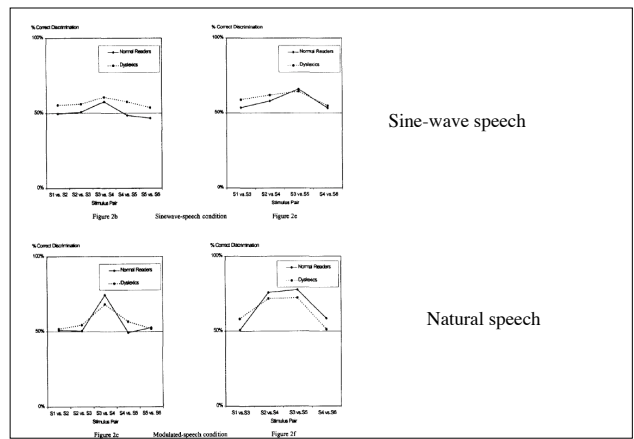 % Correct Discrimination
% Correct Discrimination
100%
Normal Readers
Dyslexics
50%
0%
S1 vs. S2 S2 vs. S3 S3 vs. S4 S4 vs. S5 S5 vs. S6
Stimulus Pair
100%
Normal Readers
Dyslexics
50%
0%
S1 vs. S3 S2 vs. S4 S3 vs. S5 S4 vs. S6
Stimulus Pair
Sine-wave speech
Figure 2b Sinewave-speech condition Figure 2e
% Correct Discrimination
% Correct Discrimination
100%
Normal Readers
Dyslexics
50%
0%
S1 vs. S2 S2 vs. S3 S3 vs. S4 S4 vs. S5 S5 vs. S6
Stimulus Pair
100%
Normal Readers
Dyslexics
50%
0%
S1 vs. S3 S2 vs. S4 S3 vs. S5 S4 vs. S6
Stimulus Pair
Natural speech
Figure 2c Modulated-speech condition Figure 2f